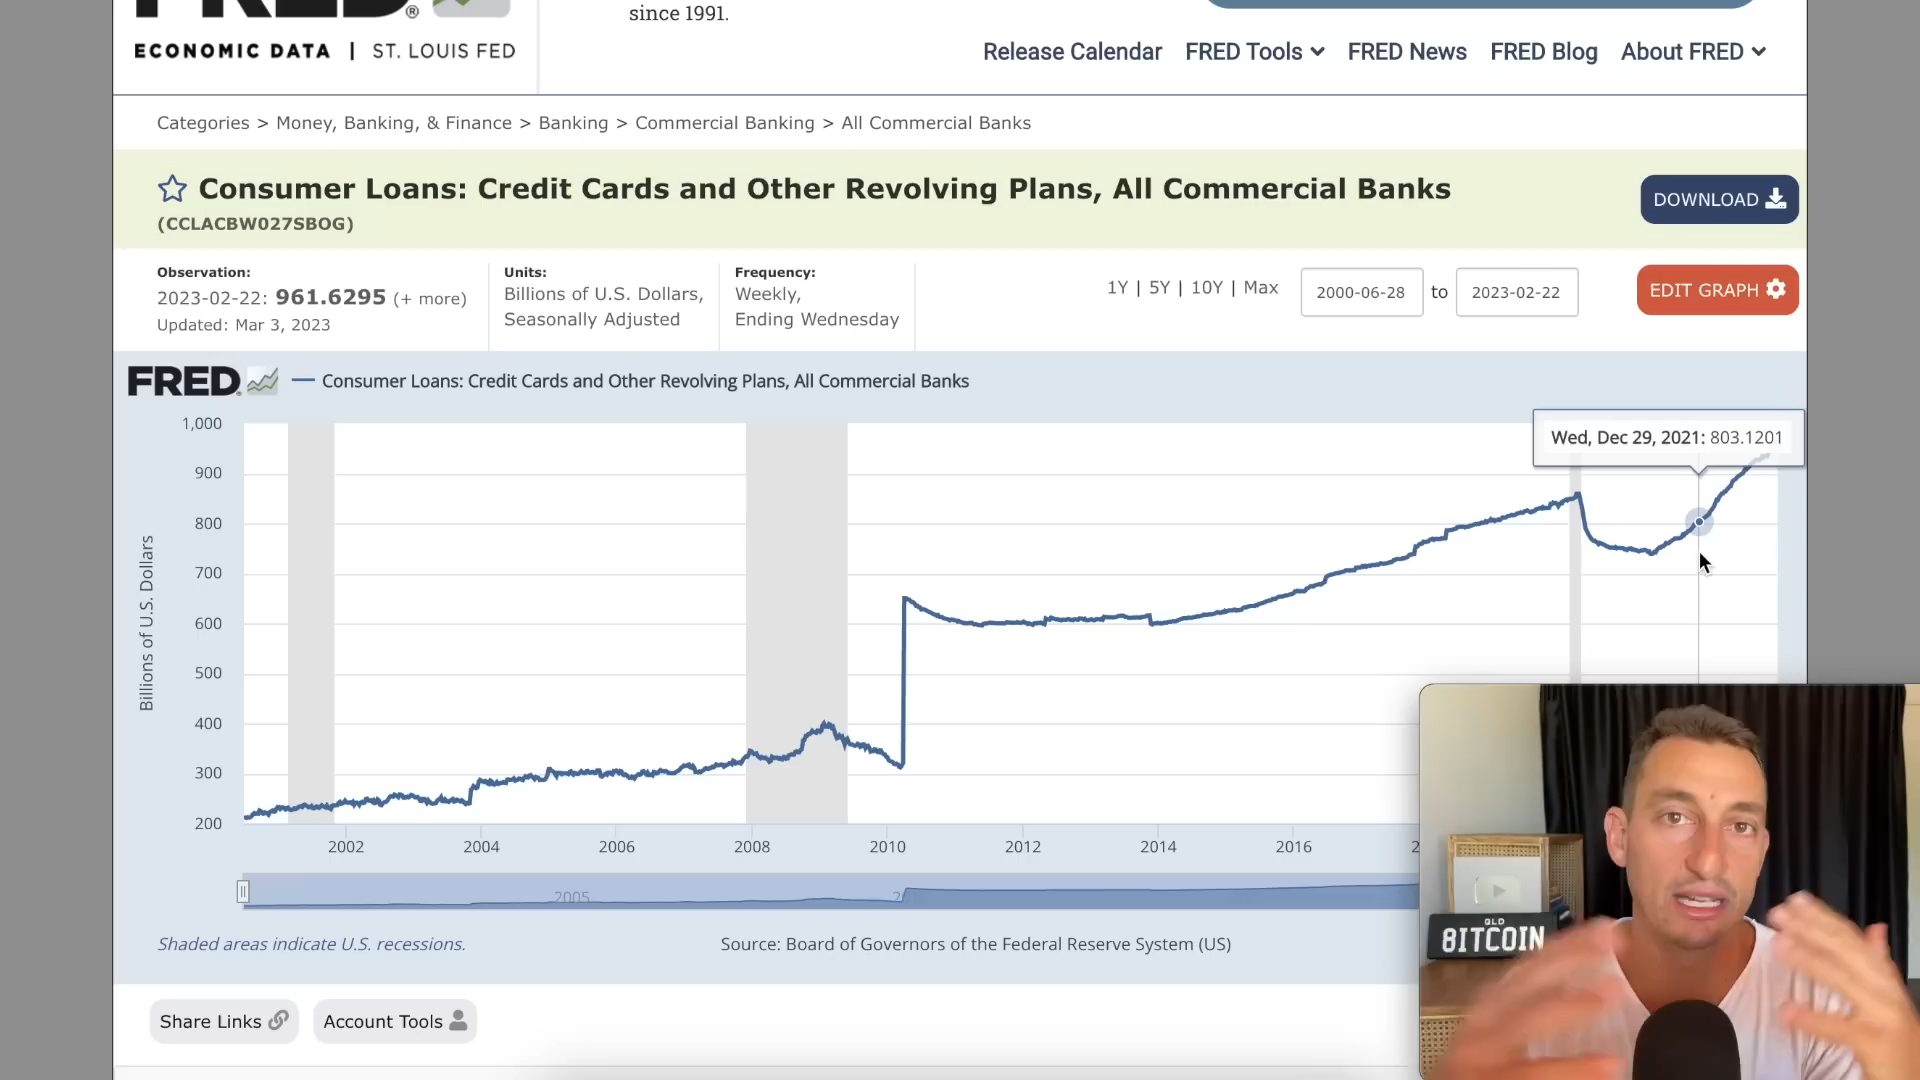 FRED®
since 1991.
ECONOMIC DATA | ST. LOUIS FED
Release Calendar FRED Tools FRED News FRED Blog About FRED
Categories > Money, Banking, & Finance > Banking > Commercial Banking > All Commercial Banks
Consumer Loans: Credit Cards and Other Revolving Plans, All Commercial Banks
(CCLACBW027SBOG)
DOWNLOAD
Observation:
2023-02-22: 961.6295 (+ more)
Updated: Mar 3, 2023
Units:
Billions of U.S. Dollars,
Seasonally Adjusted
Frequency:
Weekly,
Ending Wednesday
1Y | 5Y | 10Y | Max
2000-06-28 to 2023-02-22
EDIT GRAPH
FRED
Consumer Loans: Credit Cards and Other Revolving Plans, All Commercial Banks
Wed, Dec 29, 2021: 803.1201
Billions of U.S. Dollars
1,000
900
800
700
600
500
400
300
200
2002 2004 2006 2008 2010 2012 2014 2016 2
2005 2
Shaded areas indicate U.S. recessions.
Source: Board of Governors of the Federal Reserve System (US)
Share Links
Account Tools
OLD
BITCOIN